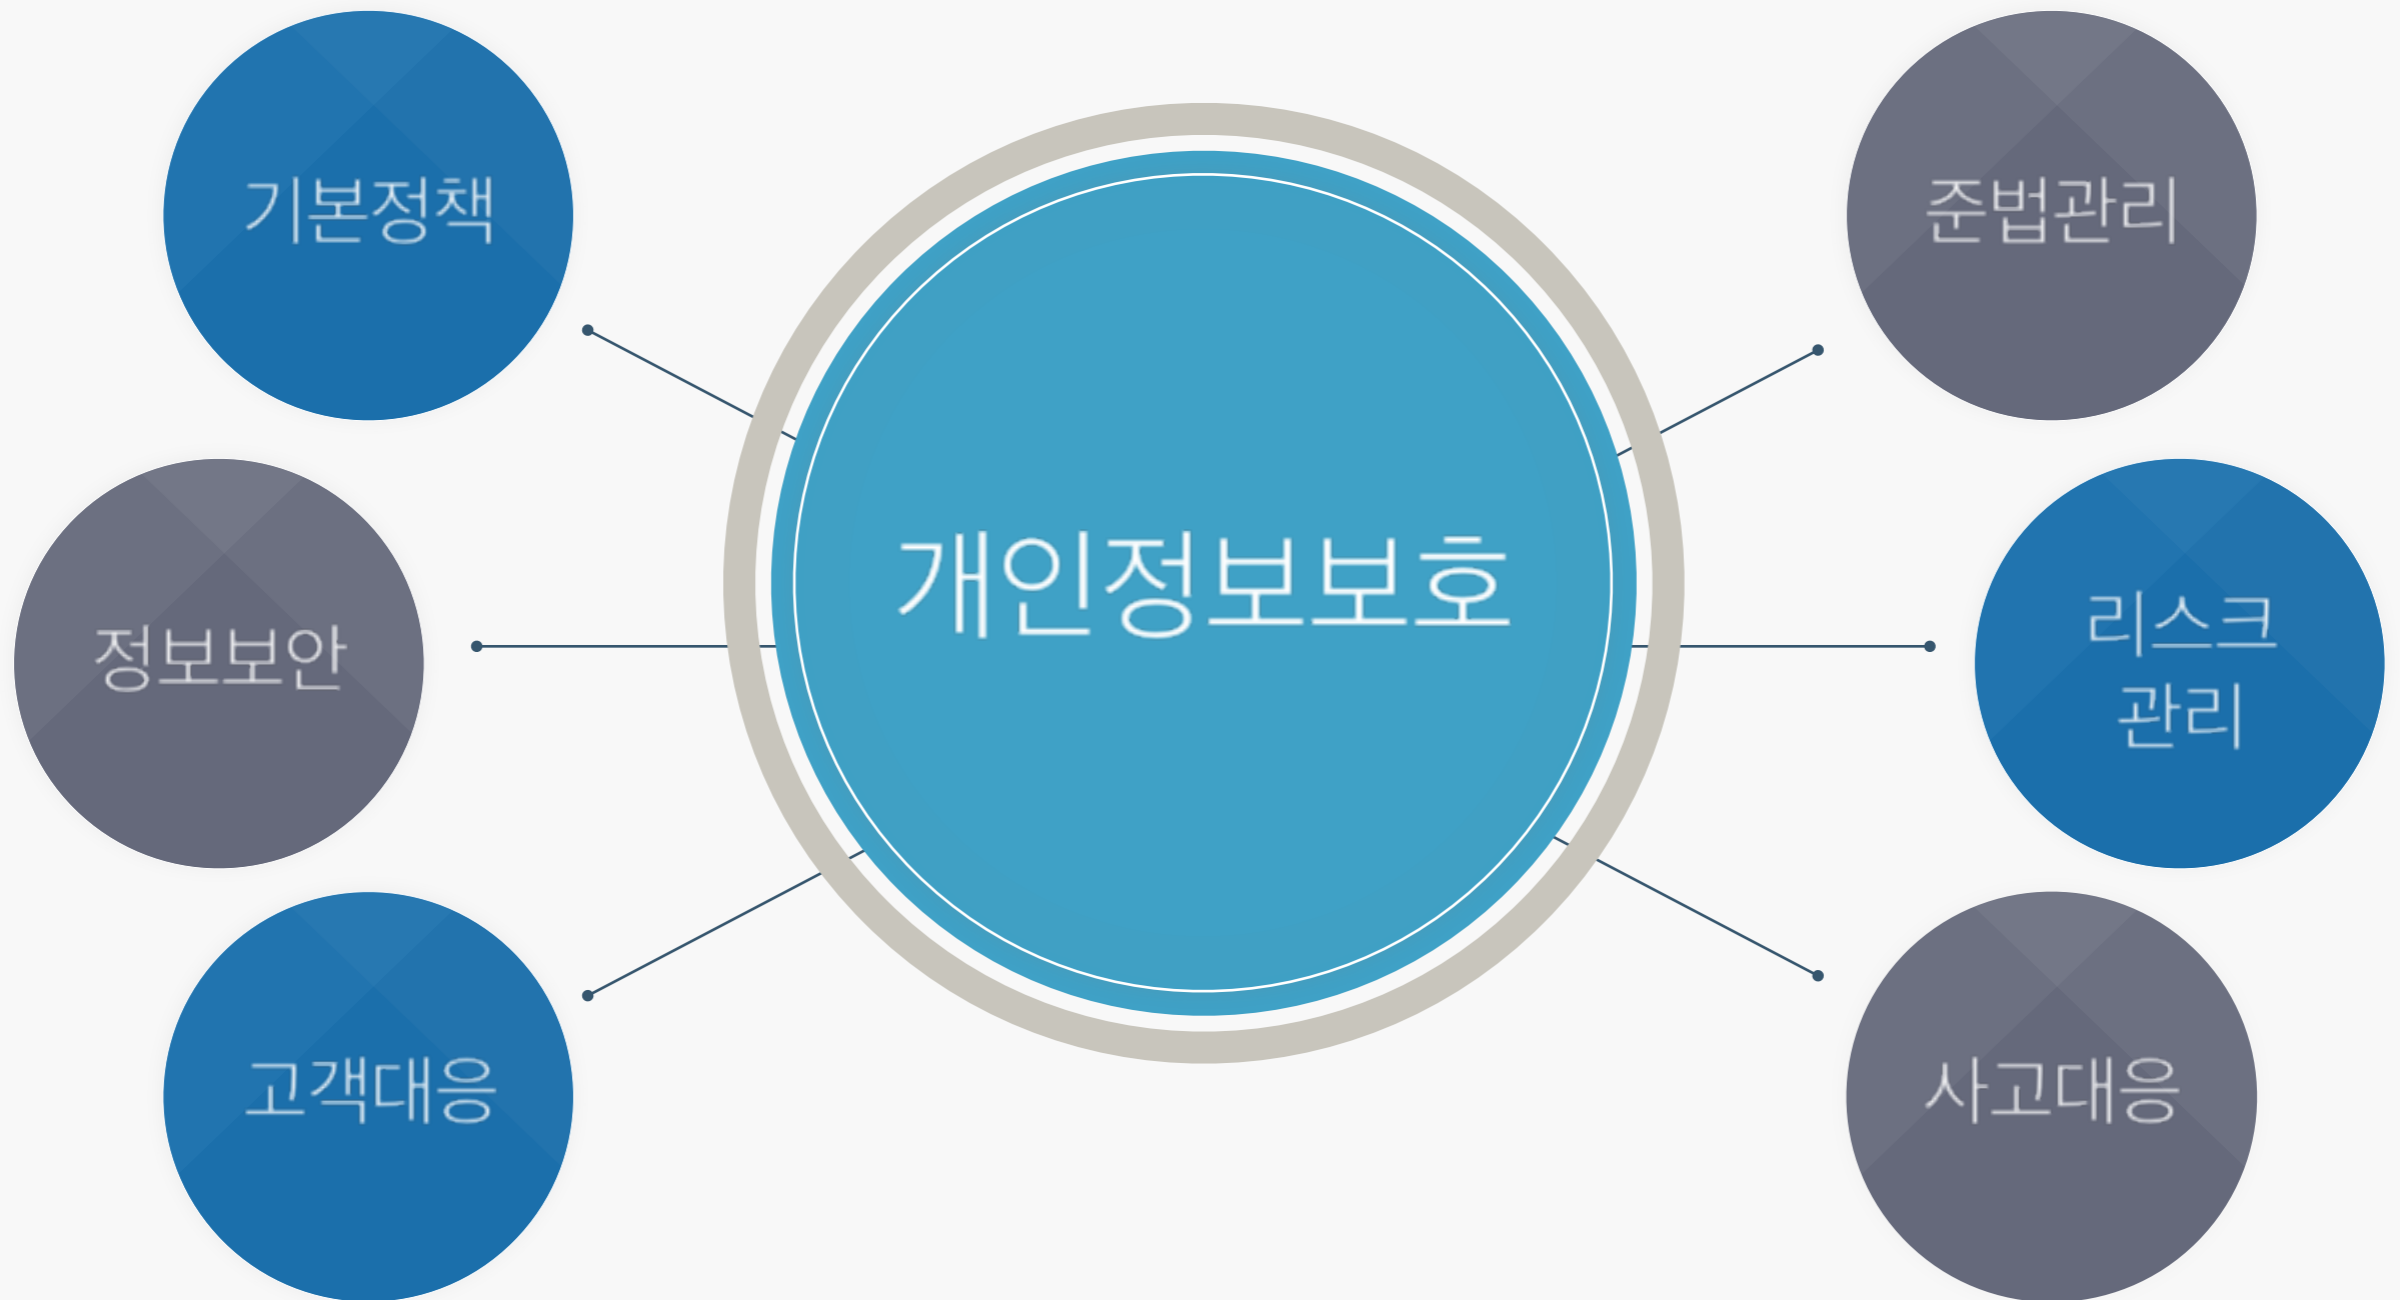 기본정책
준법관리
개인정보보호
정보보안
리스크
관리
고객대응
사고대응